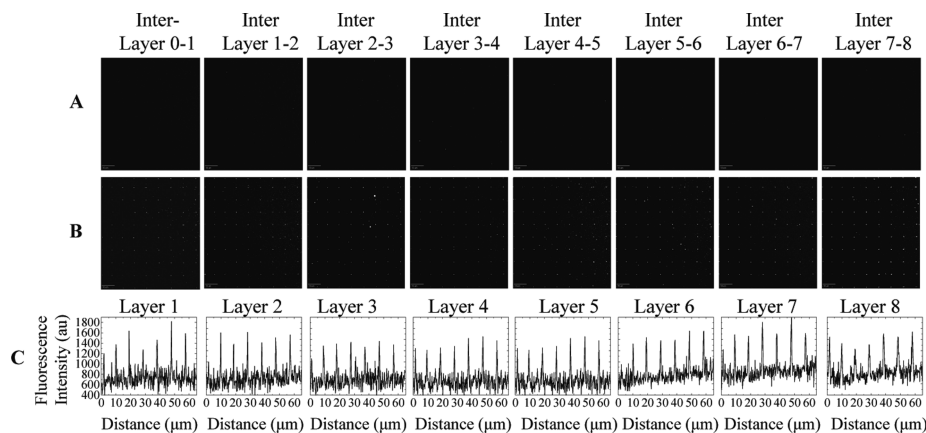 Inter- Inter Inter Inter Inter Inter Inter Inter
Layer 0-1 Layer 1-2 Layer 2-3 Layer 3-4 Layer 4-5 Layer 5-6 Layer 6-7 Layer 7-8
A
B
Layer 1 Layer 2 Layer 3 Layer 4 Layer 5 Layer 6 Layer 7 Layer 8
C
Fluorescence
Intensity (au)
1800
1600
1400
1200
1000
800
600
400
0 10 20 30 40 50 60 0 10 20 30 40 50 60 0 10 20 30 40 50 60 0 10 20 30 40 50 60 0 10 20 30 40 50 60 0 10 20 30 40 50 60 0 10 20 30 40 50 60 0 10 20 30 40 50 60
Distance (μm) Distance (μm) Distance (μm) Distance (μm) Distance (μm) Distance (μm) Distance (μm) Distance (μm)